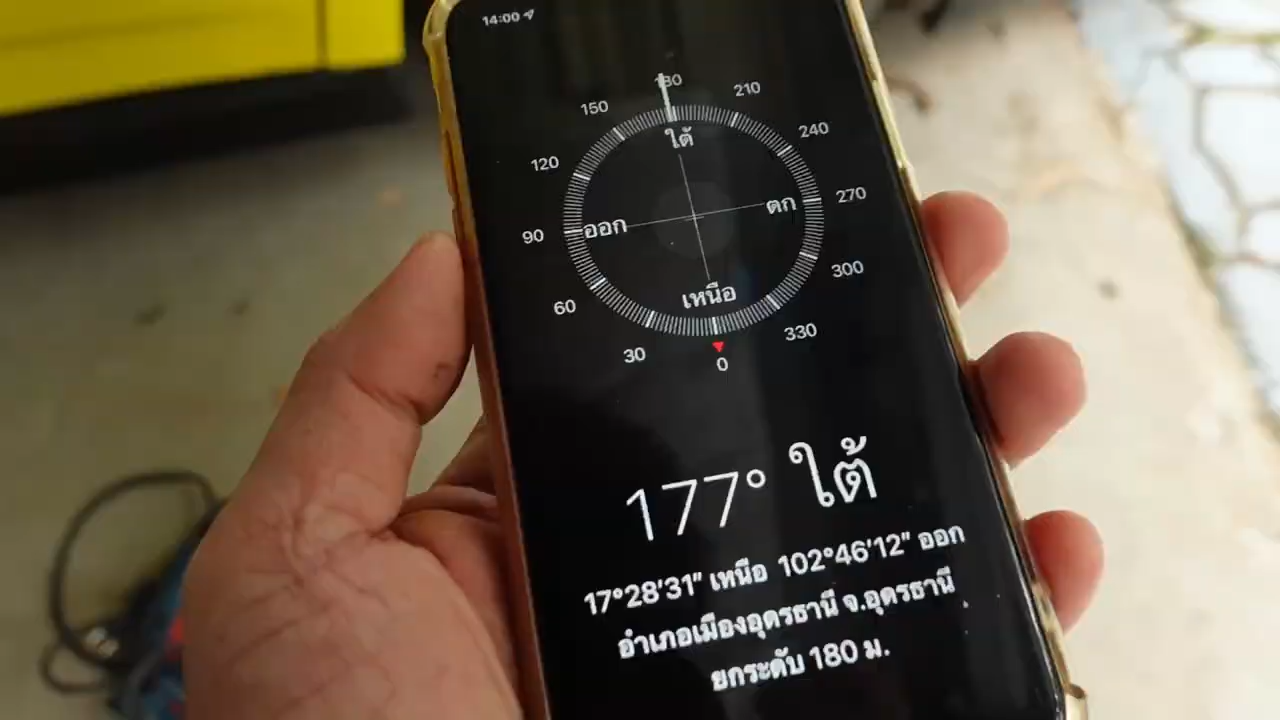 14:00
180
150 210
120 240
ใต้
90 ออก ตก 270
60 300
เหนือ
30 330
0
177° ใต้
17°28'31" เหนือ 102°46'12" ออก
อำเภอเมืองอุดรธานี จ.อุดรธานี
ยกระดับ 180 ม.